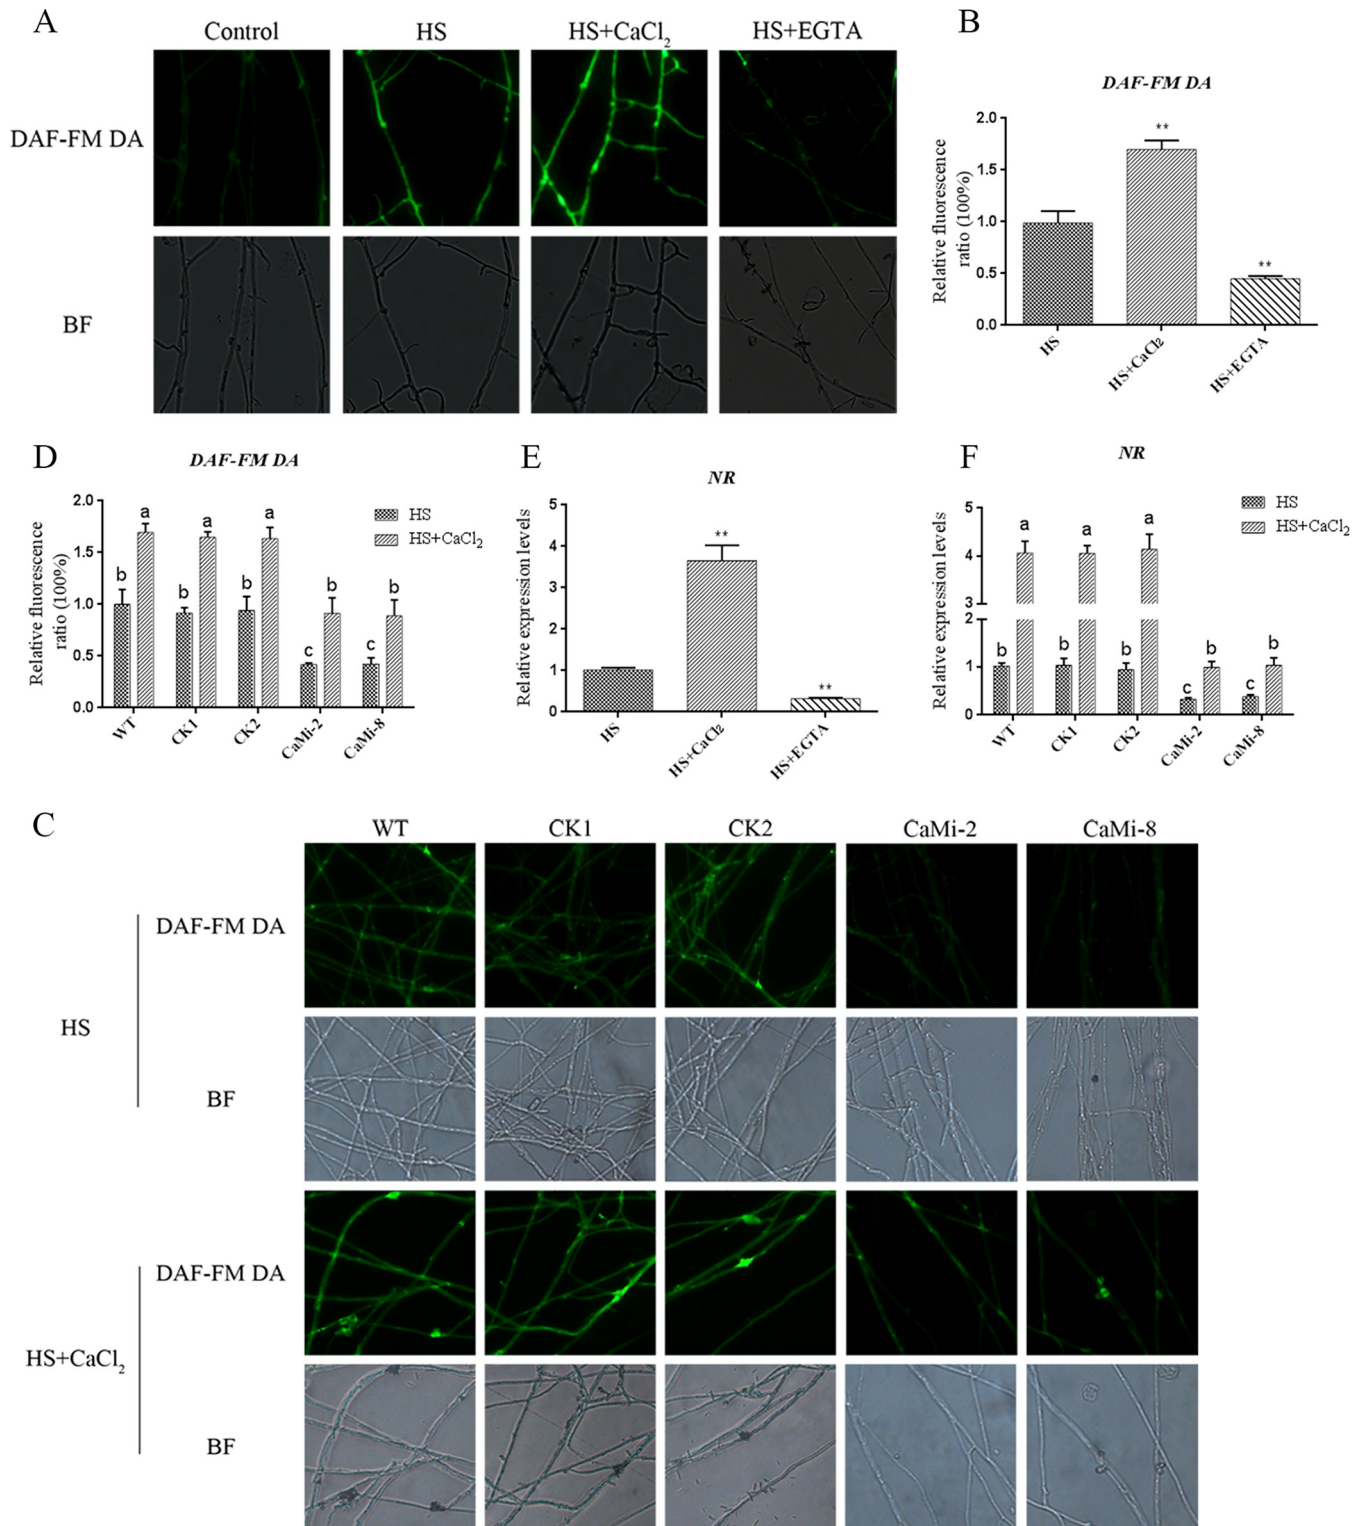 A
Control
HS
HS+CaCl2
HS+EGTA
DAF-FM DA
BF
B
DAF-FM DA
Relative fluorescence
ratio (100%)
2.0
1.5
1.0
0.5
0.0
**
**
HS
HS+CaCl2
HS+EGTA
D
DAF-FM DA
Relative fluorescence
ratio (100%)
2.0
1.5
1.0
0.5
0.0
b a b a b a c b c b
HS
HS+CaCl2
WT
CK1
CK2
CaMi-2
CaMi-8
E
NR
Relative expression levels
5
4
3
2
1
0
**
**
HS
HS+CaCl2
HS+EGTA
F
NR
Relative expression levels
5
4
3
2
1
0
b a b a b a c b c b
HS
HS+CaCl2
WT
CK1
CK2
CaMi-2
CaMi-8
C
WT
CK1
CK2
CaMi-2
CaMi-8
HS
DAF-FM DA
BF
HS+CaCl2
DAF-FM DA
BF